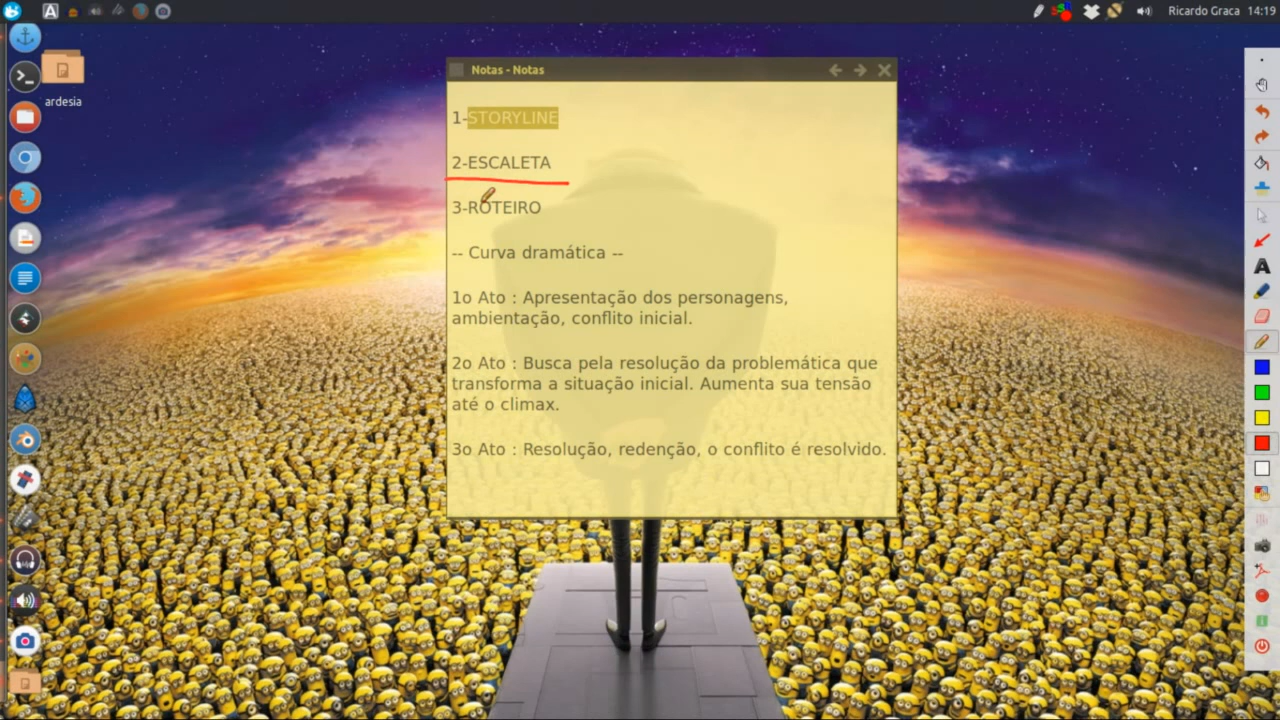 Ricardo Graca 14:19
ardesia
Notas - Notas
1-STORYLINE
2-ESCALETA
3-ROTEIRO
-- Curva dramática --
1o Ato : Apresentação dos personagens,
ambientação, conflito inicial.
2o Ato : Busca pela resolução da problemática que
transforma a situação inicial. Aumenta sua tensão
até o climax.
3o Ato : Resolução, redenção, o conflito é resolvido.